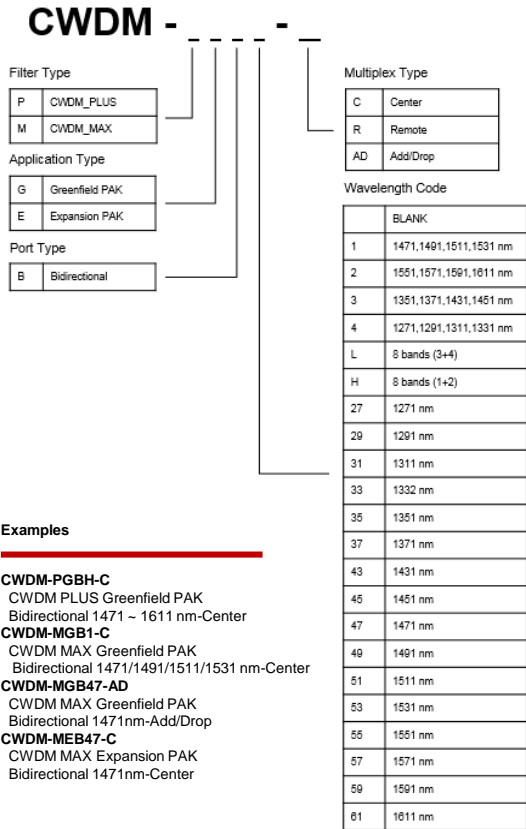 CWDM - _ _ _ _ - _
Filter Type
P CWDM_PLUS
M CWDM_MAX
Application Type
G Greenfield PAK
E Expansion PAK
Port Type
B Bidirectional
Multiplex Type
C Center
R Remote
AD Add/Drop
Wavelength Code
BLANK
1 1471,1491,1511,1531 nm
2 1551,1571,1591,1611 nm
3 1351,1371,1431,1451 nm
4 1271,1291,1311,1331 nm
L 8 bands (3+4)
H 8 bands (1+2)
27 1271 nm
29 1291 nm
31 1311 nm
33 1332 nm
35 1351 nm
37 1371 nm
43 1431 nm
45 1451 nm
47 1471 nm
49 1491 nm
51 1511 nm
53 1531 nm
55 1551 nm
57 1571 nm
59 1591 nm
61 1611 nm
Examples
CWDM-PGBH-C
CWDM PLUS Greenfield PAK
Bidirectional 1471 ~ 1611 nm-Center
CWDM-MGB1-C
CWDM MAX Greenfield PAK
Bidirectional 1471/1491/1511/1531 nm-Center
CWDM-MGB47-AD
CWDM MAX Greenfield PAK
Bidirectional 1471nm-Add/Drop
CWDM-MEB47-C
CWDM MAX Expansion PAK
Bidirectional 1471nm-Center